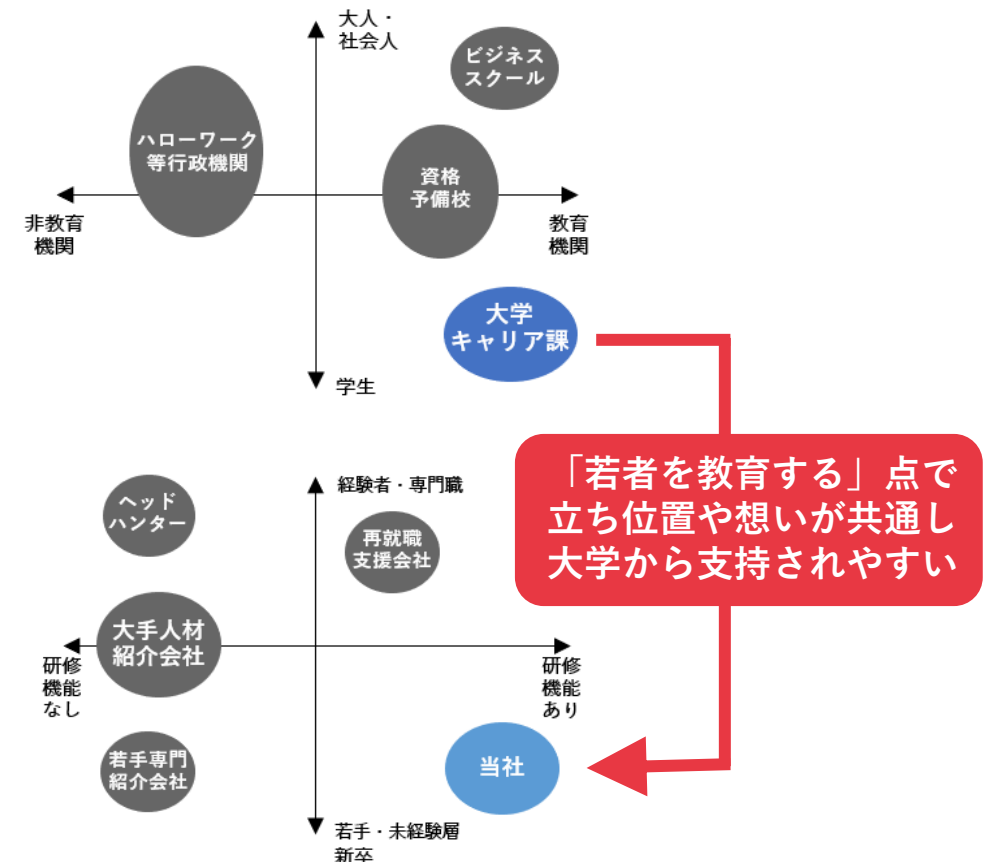 大人・
社会人
ビジネス
スクール
ハローワーク
等行政機関
資格
予備校
非教育
機関
教育
機関
大学
キャリア課
学生
「若者を教育する」点で
立ち位置や想いが共通し
大学から支持されやすい
ヘッド
ハンター
経験者・専門職
再就職
支援会社
大手人材
紹介会社
研修
機能
なし
研修
機能
あり
若手専門
紹介会社
当社
若手・未経験層
新卒